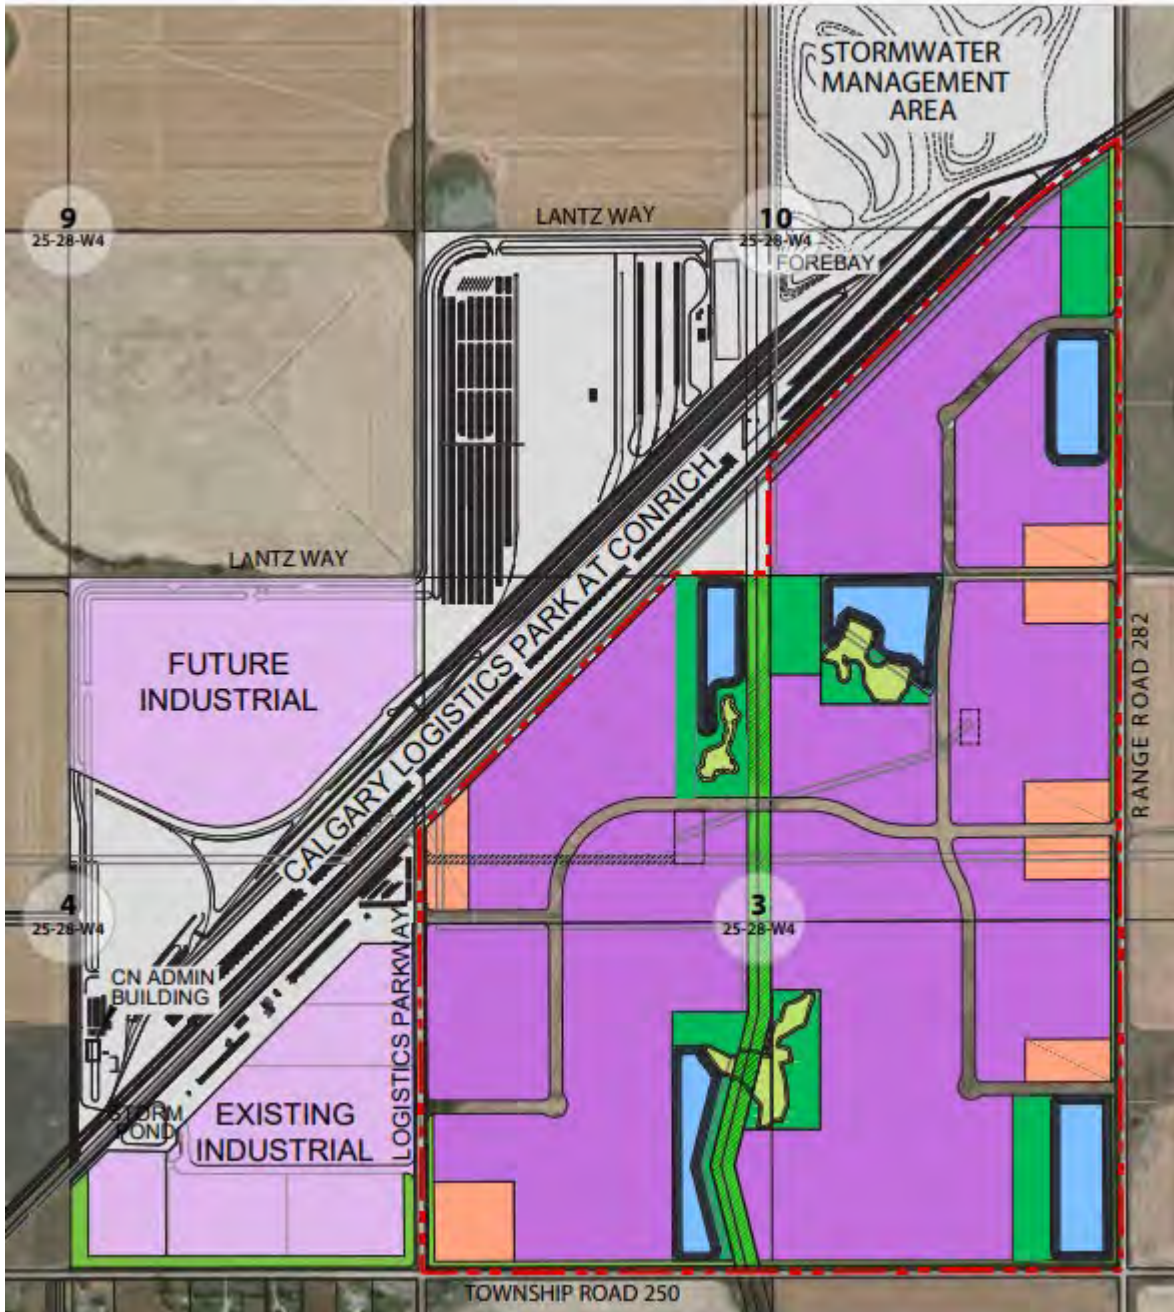 STORMWATER
MANAGEMENT
AREA
9
25-28-W4
LANTZ WAY
10
25-28-W4
FOREBAY
LANTZ WAY
CALGARY LOGISTICS PARK AT CONRICH
FUTURE
INDUSTRIAL
RANGE ROAD 282
4
25-28-W4
3
25-28-W4
CN ADMIN
BUILDING
LOGISTICS PARKWAY
STORM
POND
EXISTING
INDUSTRIAL
TOWNSHIP ROAD 250